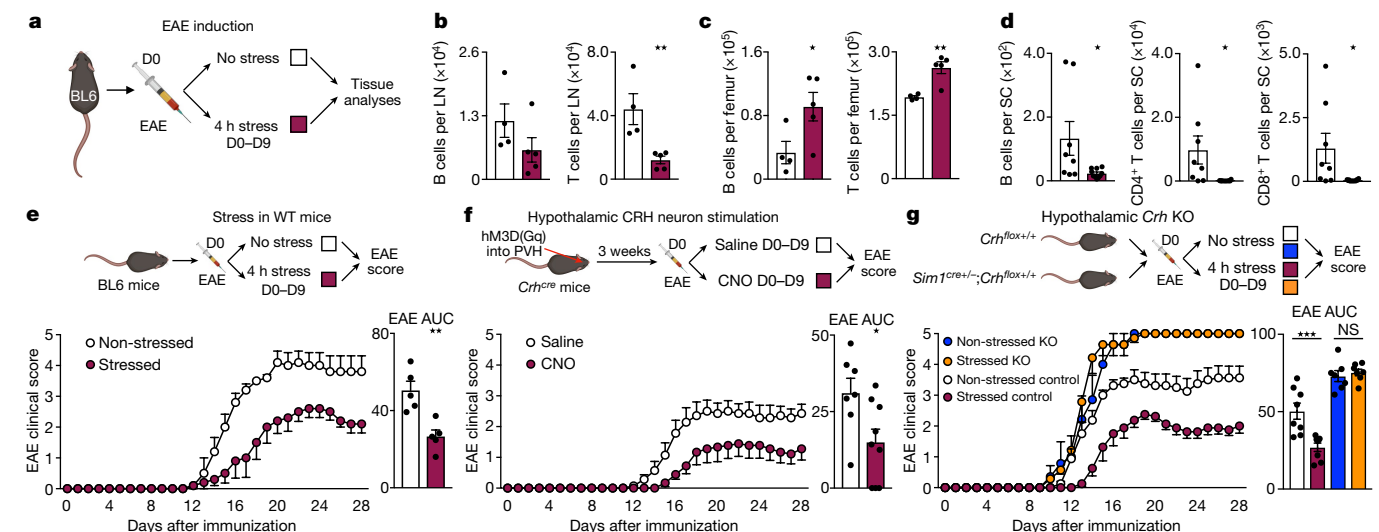 a
EAE induction
BL6
D0
EAE
No stress
4 h stress
D0–D9
Tissue
analyses
b
B cells per LN (×10⁴)
2.6
1.3
0
T cells per LN (×10⁴)
8.0
4.0
0
★★
c
B cells per femur (×10⁵)
1.6
0.8
0
★
T cells per femur (×10⁵)
3.0
1.5
0
★★
d
B cells per SC (×10²)
4.0
2.0
0
★
CD4⁺ T cells per SC (×10⁴)
4.0
2.0
0
★
CD8⁺ T cells per SC (×10³)
5.0
2.5
0
★
e
Stress in WT mice
BL6 mice
D0
EAE
No stress
4 h stress
D0–D9
EAE
score
EAE clinical score
5
4
3
2
1
0
Non-stressed
Stressed
0 4 8 12 16 20 24 28
Days after immunization
EAE AUC
80
40
0
★★
f
Hypothalamic CRH neuron stimulation
hM3D(Gq)
into PVH
Crhᶜʳᵉ mice
3 weeks
D0
EAE
Saline D0–D9
CNO D0–D9
EAE
score
EAE clinical score
5
4
3
2
1
0
Saline
CNO
0 4 8 12 16 20 24 28
Days after immunization
EAE AUC
50
25
0
★
g
Hypothalamic Crh KO
Crhᶠˡᵒˣ⁺/⁺
Sim1ᶜʳᵉ⁺/⁻;Crhᶠˡᵒˣ⁺/⁺
D0
EAE
No stress
4 h stress
D0–D9
EAE
score
EAE clinical score
5
4
3
2
1
0
Non-stressed KO
Stressed KO
Non-stressed control
Stressed control
0 4 8 12 16 20 24 28
Days after immunization
EAE AUC
100
50
0
★★★
NS